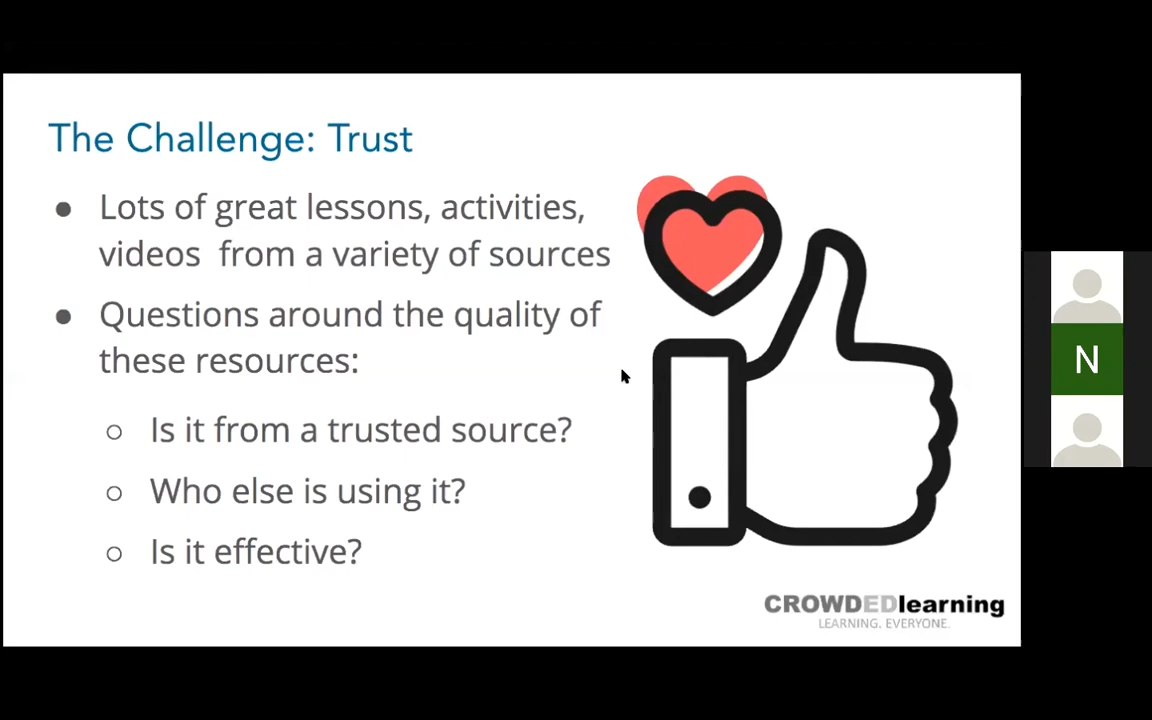 The Challenge: Trust
● Lots of great lessons, activities,
videos from a variety of sources
● Questions around the quality of
these resources:
○ Is it from a trusted source?
○ Who else is using it?
○ Is it effective?
CROWDEDlearning
LEARNING. EVERYONE.
N